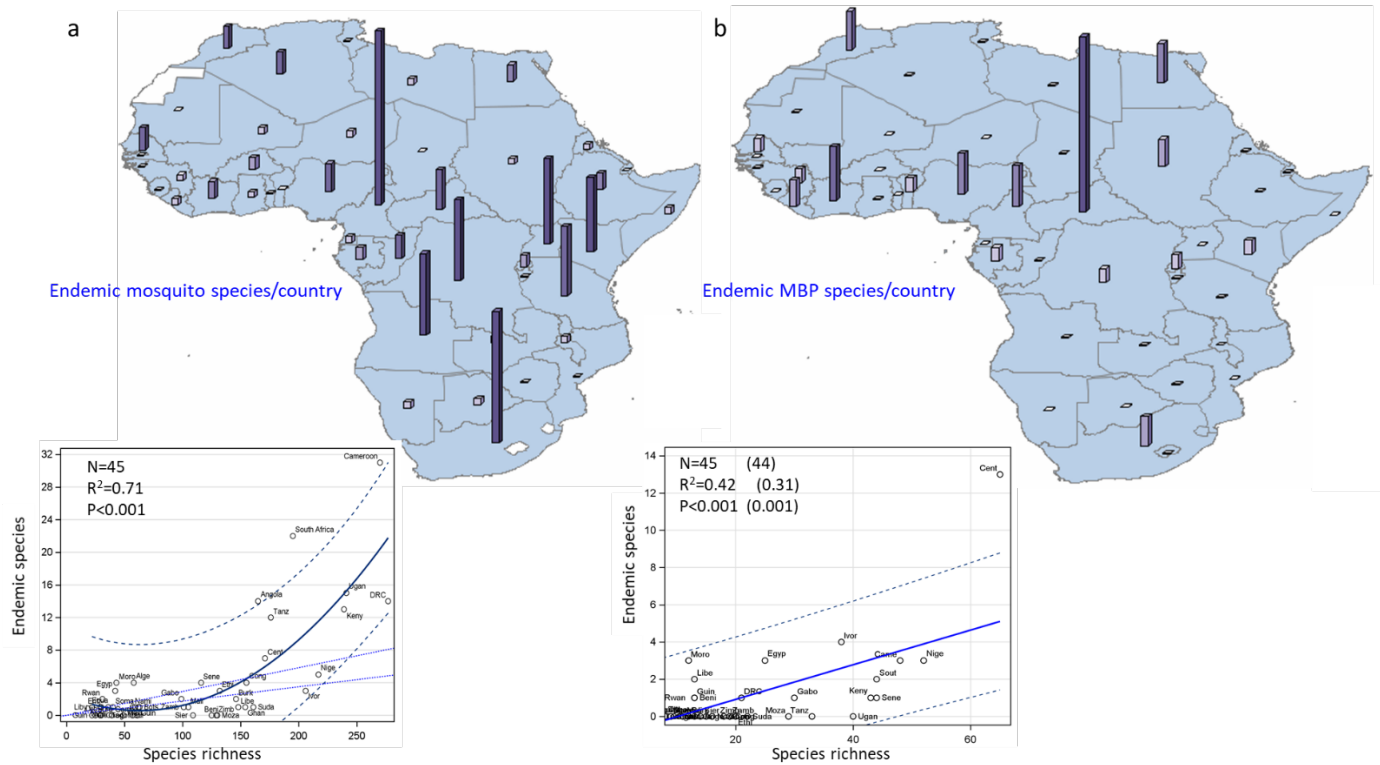 a
b
Endemic mosquito species/country
Endemic MBP species/country
32
28
24
20
16
12
8
4
0
N=45
R²=0.71
P<0.001
Cameroon
South Africa
Angola
Ugan
DRC
Tanz
Keny
Cent
Nige
Moro
Alge
Egyp
Sene
Cong
Ethi
Rwan
Gabo
Burk
Ivor
Libe
Suda
Ghan
Sier
Moza
0
50
100
150
200
250
Species richness
Endemic species
14
12
10
8
6
4
2
0
N=45 (44)
R²=0.42 (0.31)
P<0.001 (0.001)
Cent
Ivor
Moro
Egyp
Came
Nige
Libe
Sout
Guin
DRC
Rwan
Beni
Gabo
Keny
Sene
Moza
Tanz
Ugan
Suda
Ethi
20
40
60
Species richness
Endemic species